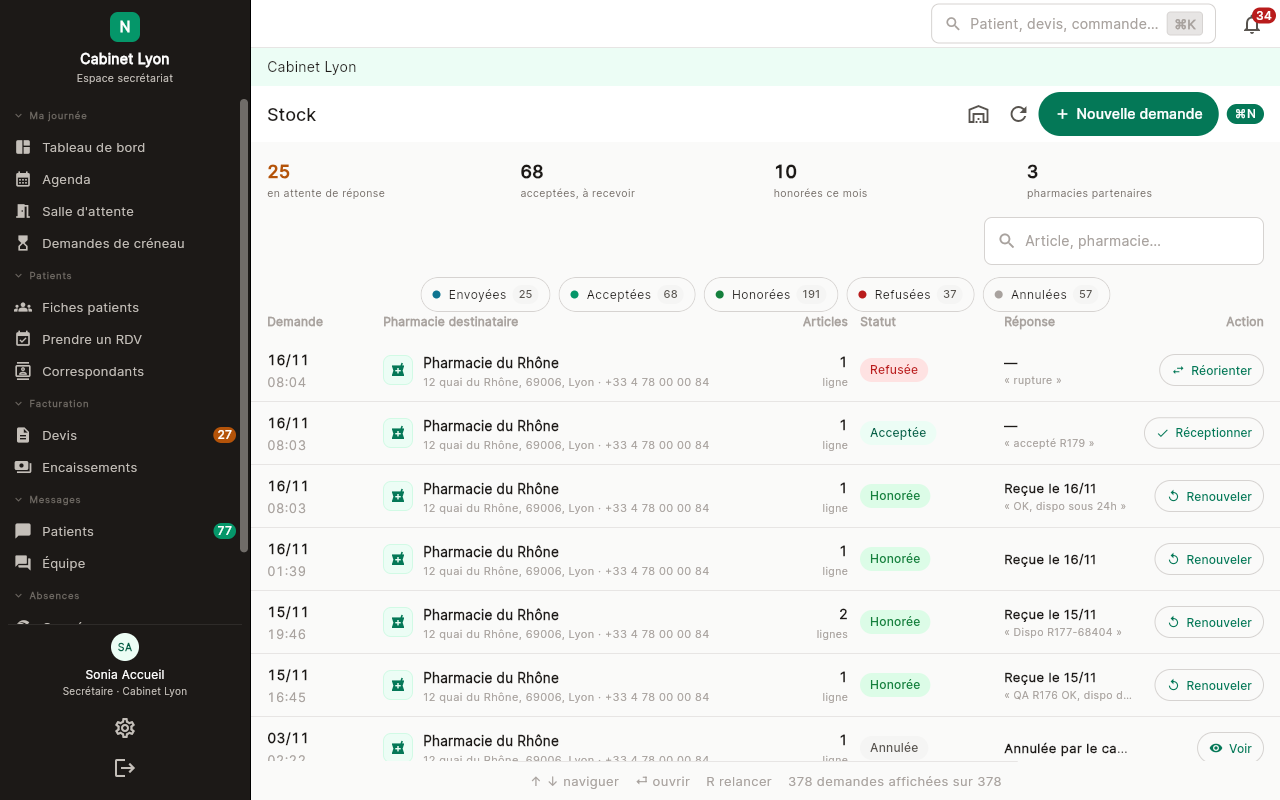 N
Cabinet Lyon
Espace secrétariat
Ma journée
Tableau de bord
Agenda
Salle d'attente
Demandes de créneau
Patients
Fiches patients
Prendre un RDV
Correspondants
Facturation
Devis 27
Encaissements
Messages
Patients 77
Équipe
Absences
SA
Sonia Accueil
Secrétaire · Cabinet Lyon
Patient, devis, commande... ⌘K
34
Cabinet Lyon
Stock
+ Nouvelle demande ⌘N
25 68 10 3
en attente de réponse acceptées, à recevoir honorées ce mois pharmacies partenaires
Article, pharmacie...
Envoyées 25 Acceptées 68 Honorées 191 Refusées 37 Annulées 57
Demande Pharmacie destinataire Articles Statut Réponse Action
16/11 Pharmacie du Rhône 1 Refusée — Réorienter
08:04 12 quai du Rhône, 69006, Lyon · +33 4 78 00 00 84 ligne « rupture »
16/11 Pharmacie du Rhône 1 Acceptée — Réceptionner
08:03 12 quai du Rhône, 69006, Lyon · +33 4 78 00 00 84 ligne « accepté R179 »
16/11 Pharmacie du Rhône 1 Honorée Reçue le 16/11 Renouveler
08:03 12 quai du Rhône, 69006, Lyon · +33 4 78 00 00 84 ligne « OK, dispo sous 24h »
16/11 Pharmacie du Rhône 1 Honorée Reçue le 16/11 Renouveler
01:39 12 quai du Rhône, 69006, Lyon · +33 4 78 00 00 84 ligne
15/11 Pharmacie du Rhône 2 Honorée Reçue le 15/11 Renouveler
19:46 12 quai du Rhône, 69006, Lyon · +33 4 78 00 00 84 lignes « Dispo R177-68404 »
15/11 Pharmacie du Rhône 1 Honorée Reçue le 15/11 Renouveler
16:45 12 quai du Rhône, 69006, Lyon · +33 4 78 00 00 84 ligne « QA R176 OK, dispo d...
03/11 Pharmacie du Rhône 1 Annulée Annulée par le ca... Voir
12 quai du Rhône, 69006, Lyon · +33 4 78 00 00 84 ligne
↑ ↓ naviguer ⏎ ouvrir R relancer 378 demandes affichées sur 378